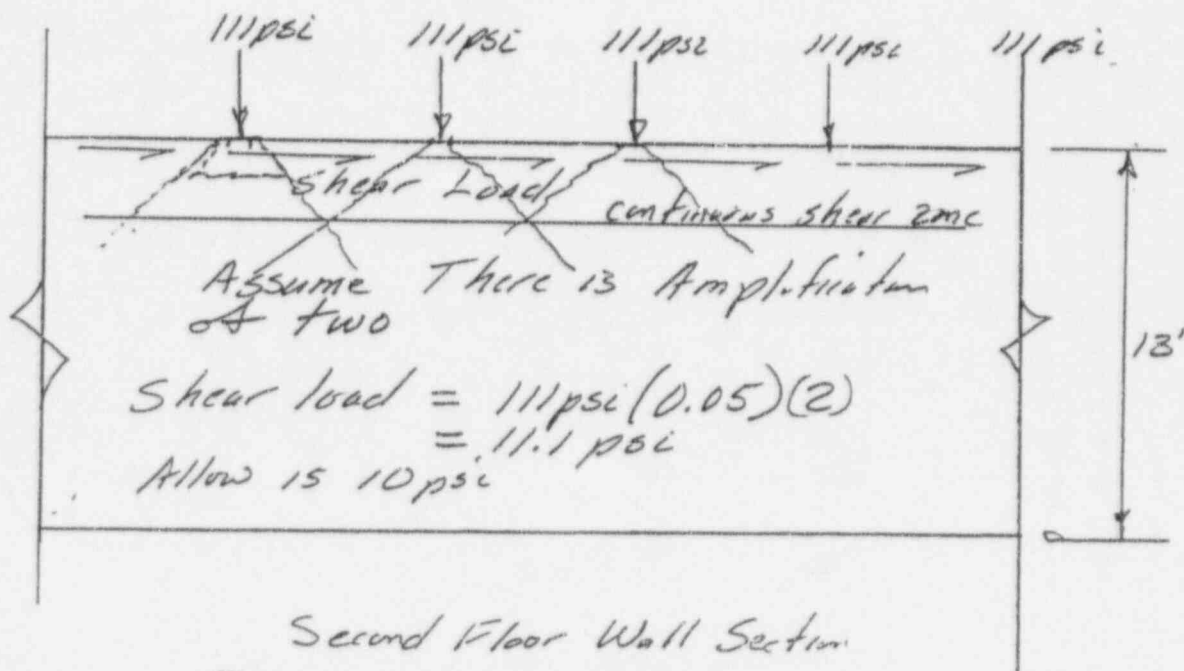 111psi 111psi 111psi 111psi 111psi
Shear Load
continuous shear zone
Assume There is Amplification
of two
13'
Shear load = 111psi(0.05)(2)
= 11.1 psi
Allow is 10psi
Second Floor Wall Section